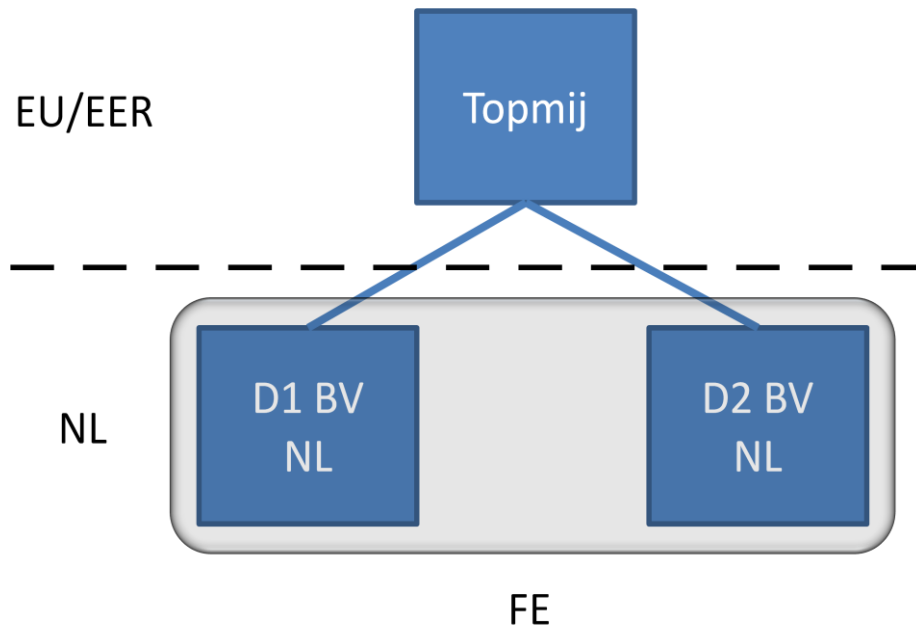 EU/EER
Topmij
NL
D1 BV
NL
D2 BV
NL
FE